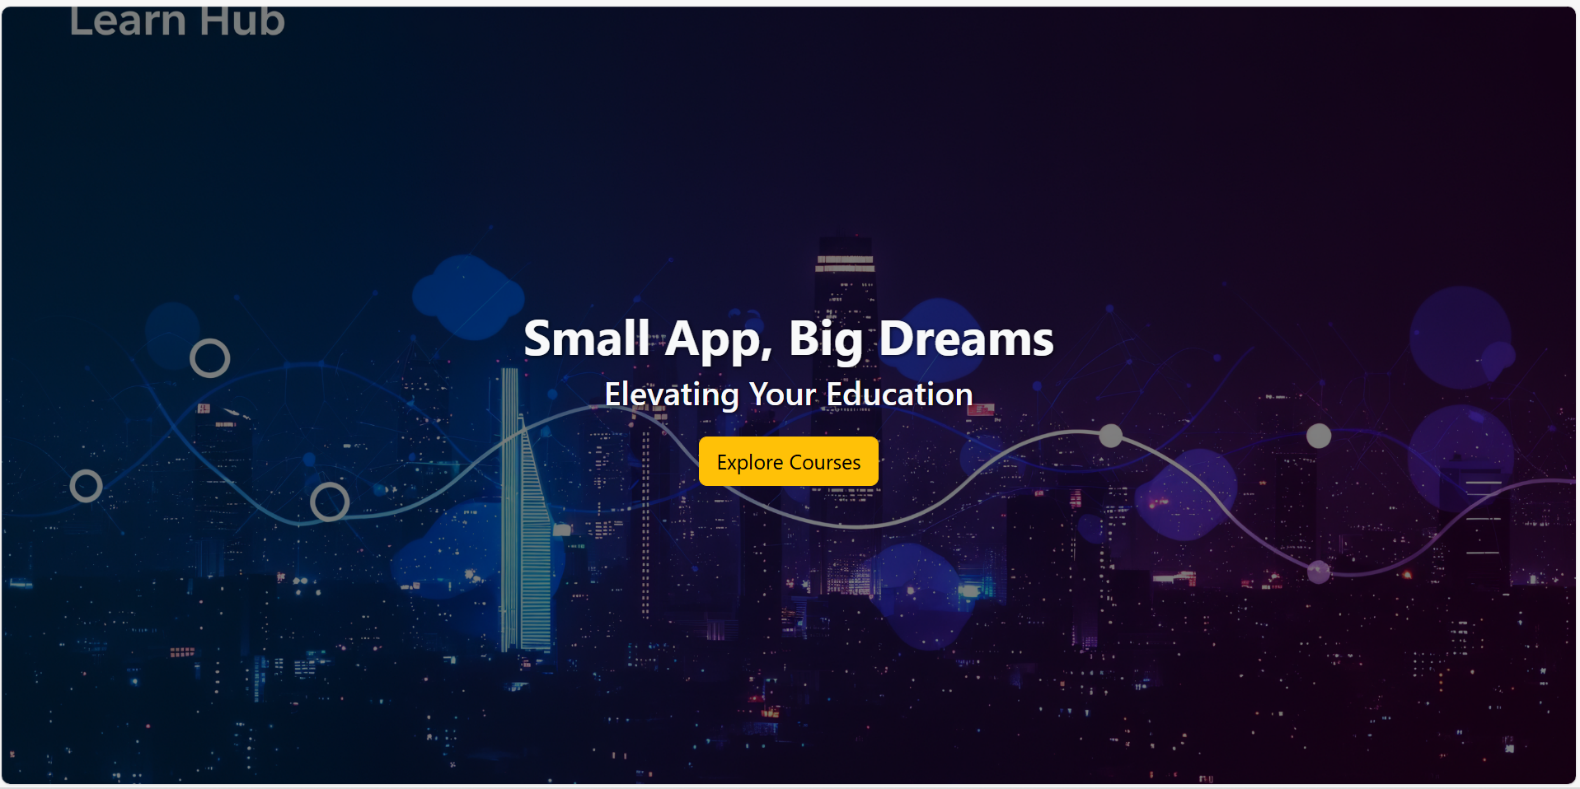 Learn Hub
Small App, Big Dreams
Elevating Your Education
Explore Courses